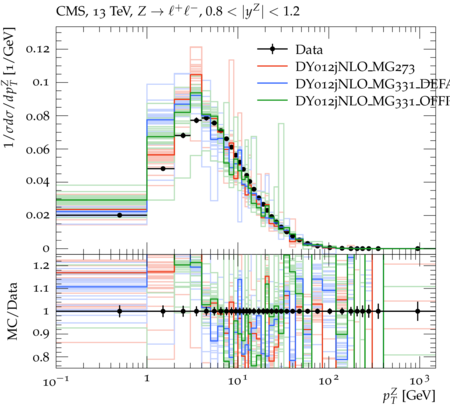 CMS, 13 TeV, Z → ℓ⁺ℓ⁻, 0.8 < |y^Z| < 1.2
1/σdσ/dp_T^Z [1/GeV]
0.12
0.1
0.08
0.06
0.04
0.02
0
Data
DY012jNLO_MG273
DY012jNLO_MG331_DEFA
DY012jNLO_MG331_OFFF
MC/Data
1.2
1.1
1
0.9
0.8
10⁻¹ 1 10¹ 10² 10³
p_T^Z [GeV]